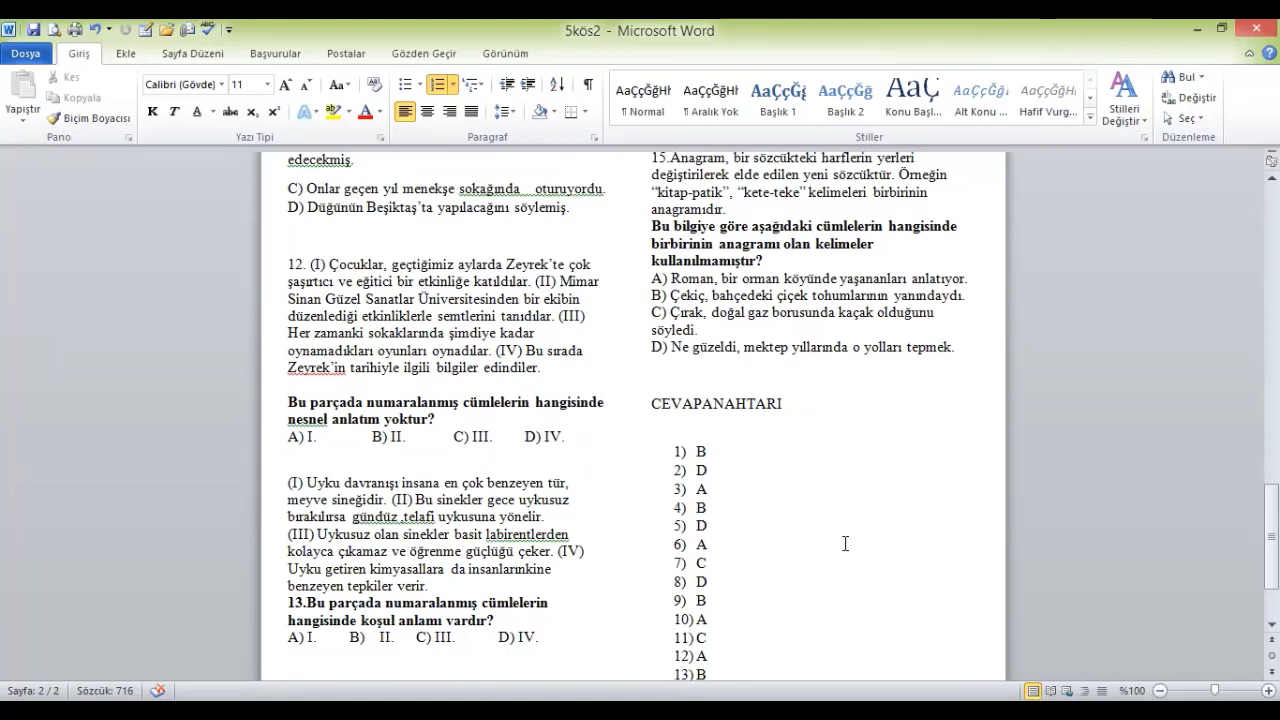 5kös2 - Microsoft Word
Dosya Giriş Ekle Sayfa Düzeni Başvurular Postalar Gözden Geçir Görünüm
Yapıştır
Kes
Kopyala
Biçim Boyacısı
Pano
Calibri (Gövde) 11
Yazı Tipi
Paragraf
AaÇçĞğHł AaÇçĞğHł AaÇçĞğ AaÇçĞğ AaÇ AaÇçĞğH AaÇçĞğH
¶ Normal ¶ Aralık Yok Başlık 1 Başlık 2 Konu Başl... Alt Konu ... Hafif Vurg...
Stiller
Stilleri Değiştir
Bul
Değiştir
Seç
Düzenleme
edecekmiş.
C) Onlar geçen yıl menekşe sokağında oturuyordu.
D) Düğünün Beşiktaş’ta yapılacağını söylemiş.
12. (I) Çocuklar, geçtiğimiz aylarda Zeyrek’te çok
şaşırtıcı ve eğitici bir etkinliğe katıldılar. (II) Mimar
Sinan Güzel Sanatlar Üniversitesinden bir ekibin
düzenlediği etkinliklerle semtlerini tanıdılar. (III)
Her zamanki sokaklarında şimdiye kadar
oynamadıkları oyunları oynadılar. (IV) Bu sırada
Zeyrek’in tarihiyle ilgili bilgiler edindiler.
Bu parçada numaralanmış cümlelerin hangisinde
nesnel anlatım yoktur?
A) I. B) II. C) III. D) IV.
(I) Uyku davranışı insana en çok benzeyen tür,
meyve sineğidir. (II) Bu sinekler gece uykusuz
bırakılırsa gündüz ,telafi uykusuna yönelir.
(III) Uykusuz olan sinekler basit labirentlerden
kolayca çıkamaz ve öğrenme güçlüğü çeker. (IV)
Uyku getiren kimyasallara da insanlarınkine
benzeyen tepkiler verir.
13.Bu parçada numaralanmış cümlelerin
hangisinde koşul anlamı vardır?
A) I. B) II. C) III. D) IV.
15.Anagram, bir sözcükteki harflerin yerleri
değiştirilerek elde edilen yeni sözcüktür. Örneğin
“kitap-patik”, “kete-teke” kelimeleri birbirinin
anagramıdır.
Bu bilgiye göre aşağıdaki cümlelerin hangisinde
birbirinin anagramı olan kelimeler
kullanılmamıştır?
A) Roman, bir orman köyünde yaşananları anlatıyor.
B) Çekiç, bahçedeki çiçek tohumlarının yanındaydı.
C) Çırak, doğal gaz borusunda kaçak olduğunu
söyledi.
D) Ne güzeldi, mektep yıllarında o yolları tepmek.
CEVAPANAHTARI
1) B
2) D
3) A
4) B
5) D
6) A
7) C
8) D
9) B
10) A
11) C
12) A
13) B
Sayfa: 2 / 2 Sözcük: 716 %100